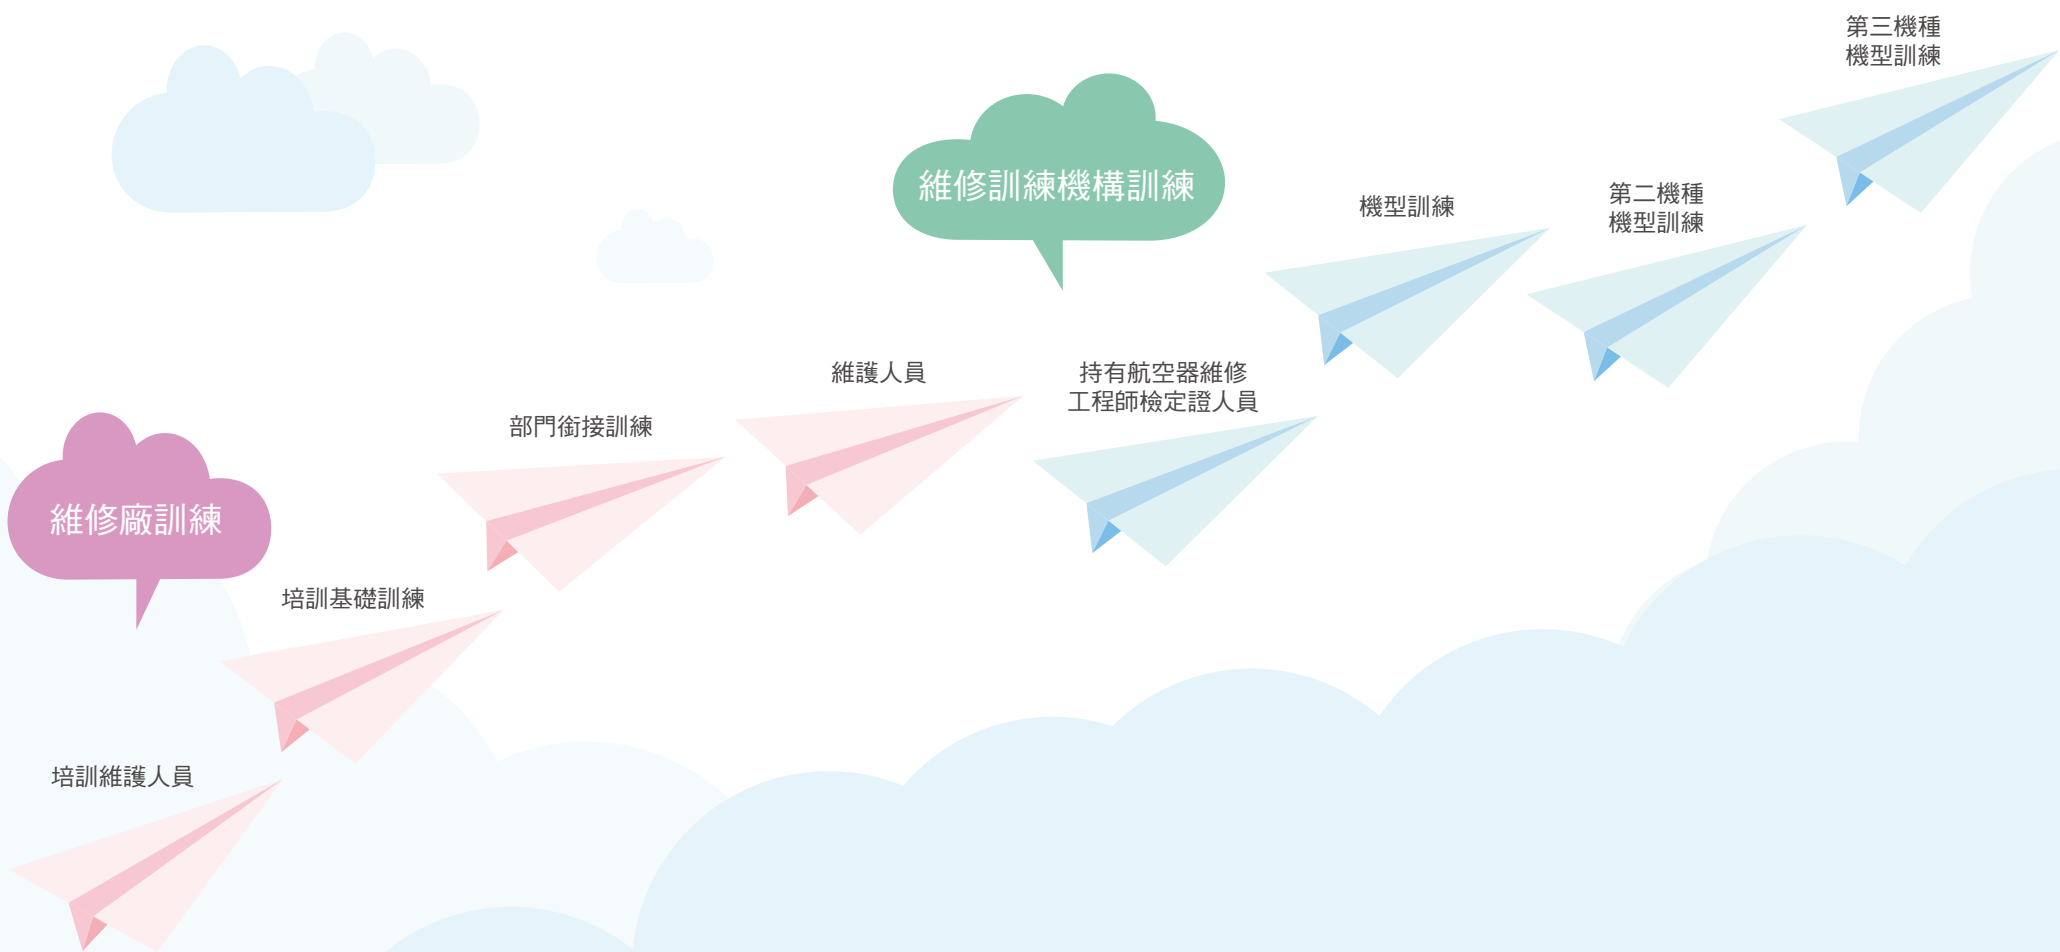 維修廠訓練
培訓維護人員
培訓基礎訓練
部門銜接訓練
維護人員
維修訓練機構訓練
持有航空器維修
工程師檢定證人員
機型訓練
第二機種
機型訓練
第三機種
機型訓練